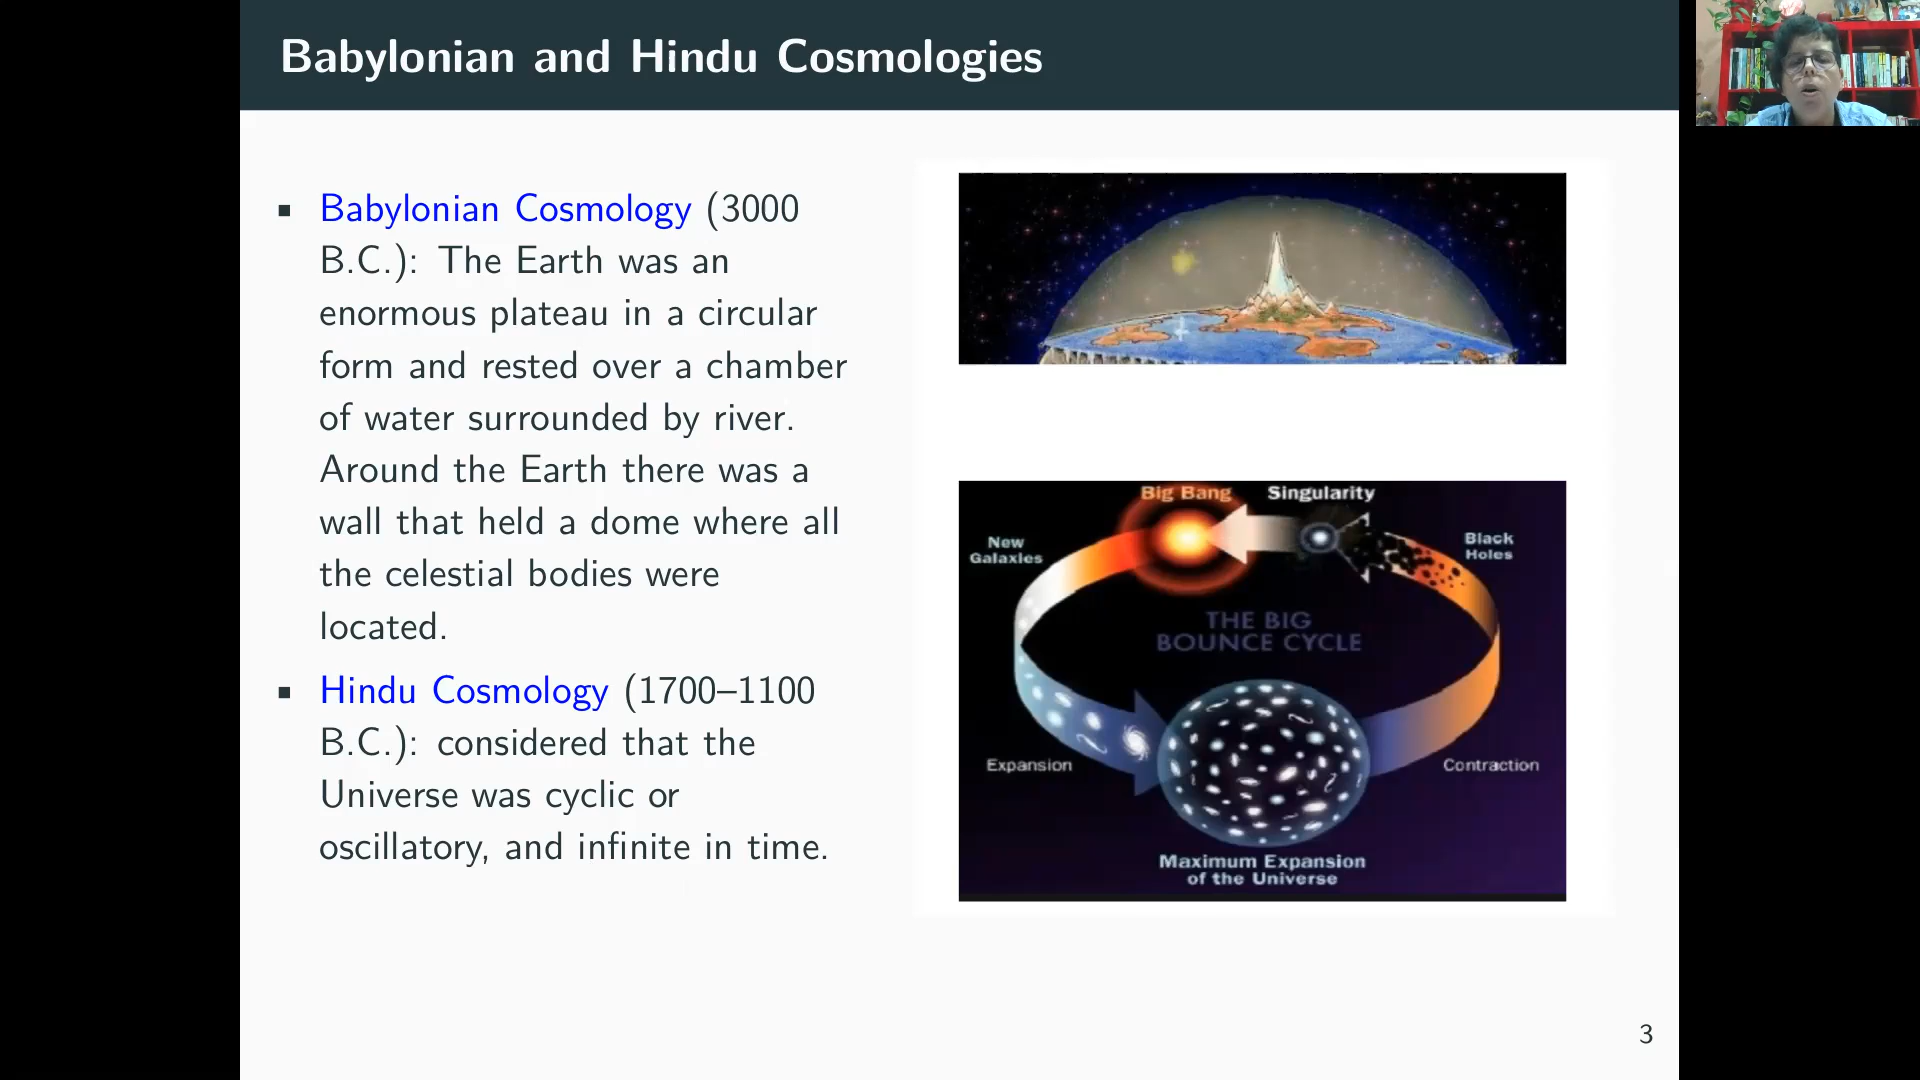 Babylonian and Hindu Cosmologies
▪ Babylonian Cosmology (3000
B.C.): The Earth was an
enormous plateau in a circular
form and rested over a chamber
of water surrounded by river.
Around the Earth there was a
wall that held a dome where all
the celestial bodies were
located.
▪ Hindu Cosmology (1700–1100
B.C.): considered that the
Universe was cyclic or
oscillatory, and infinite in time.
Big Bang
Singularity
New
Galaxies
Black
Holes
THE BIG
BOUNCE CYCLE
Expansion
Contraction
Maximum Expansion
of the Universe
3